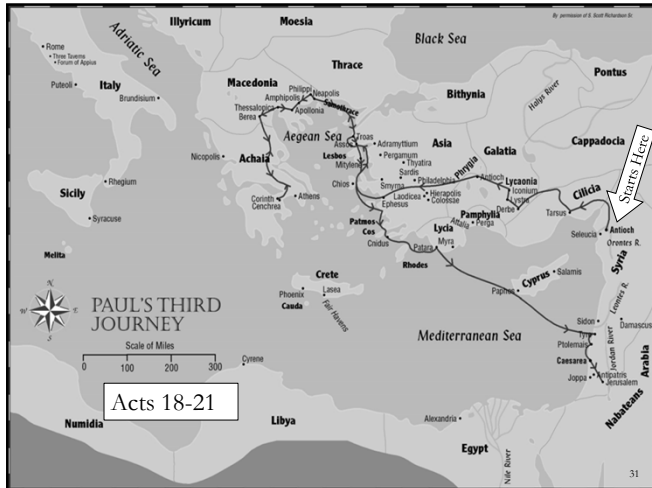 By permission of S. Scott Richardson Sr.
Illyricum
Moesia
Black Sea
Adriatic Sea
Rome
Three Taverns
Forum of Appius
Italy
Puteoli
Brundisium
Thrace
Macedonia
Philippi
Neapolis
Amphipolis
Thessalonica
Apollonia
Berea
Samothrace
Bithynia
Pontus
Halys River
Aegean Sea
Troas
Assos
Adramyttium
Asia
Galatia
Cappadocia
Lesbos
Mitylene
Pergamum
Thyatira
Sardis
Phrygia
Nicopolis
Achaia
Chios
Smyrna
Philadelphia
Antioch
Lycaonia
Iconium
Lystra
Cilicia
Starts Here
Sicily
Rhegium
Corinth
Cenchrea
Athens
Ephesus
Laodicea
Hierapolis
Colossae
Derbe
Tarsus
Pamphylia
Attalia
Perga
Syracuse
Patmos
Cos
Cnidus
Lycia
Patara
Myra
Seleucia
Antioch
Orontes R.
Syria
Melita
Rhodes
Crete
Phoenix
Lasea
Cauda
Fair Havens
Cyprus
Salamis
Paphos
Leontes R.
N
W
E
S
PAUL'S THIRD
JOURNEY
Scale of Miles
0
100
200
300
Mediterranean Sea
Sidon
Damascus
Tyre
Ptolemais
Jordan River
Caesarea
Arabia
Joppa
Antipatris
Jerusalem
Nabateans
Cyrene
Acts 18-21
Numidia
Libya
Alexandria
Egypt
Nile River
31